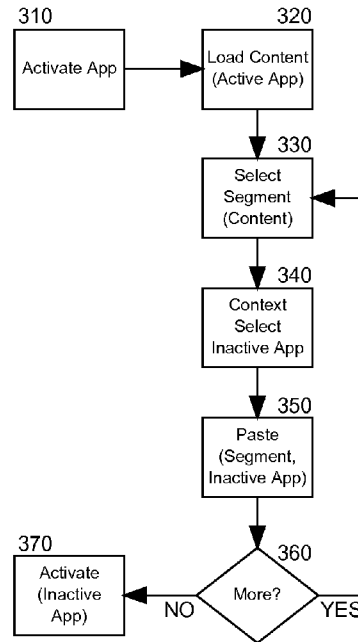 310
Activate App
320
Load Content
(Active App)
330
Select
Segment
(Content)
340
Context
Select
Inactive App
350
Paste
(Segment,
Inactive App)
360
More?
NO
YES
370
Activate
(Inactive
App)